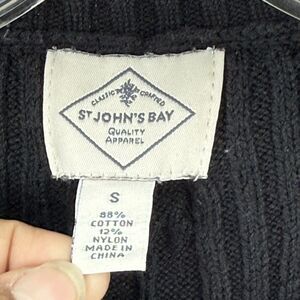 CLASSIC CRAFTED
ST JOHN'S BAY
QUALITY
APPAREL
S
88%
COTTON
12%
NYLON
MADE IN
CHINA